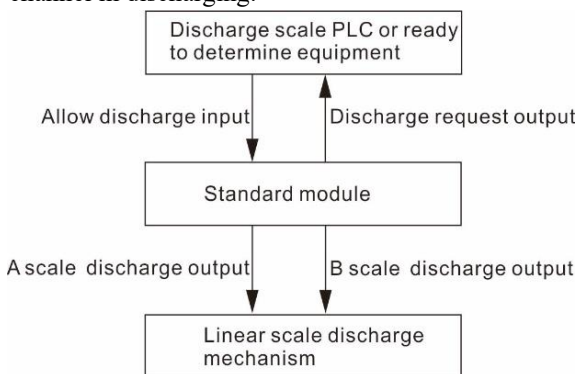 Discharge scale PLC or ready
to determine equipment
Allow discharge input
Discharge request output
Standard module
A scale discharge output
B scale discharge output
Linear scale discharge
mechanism